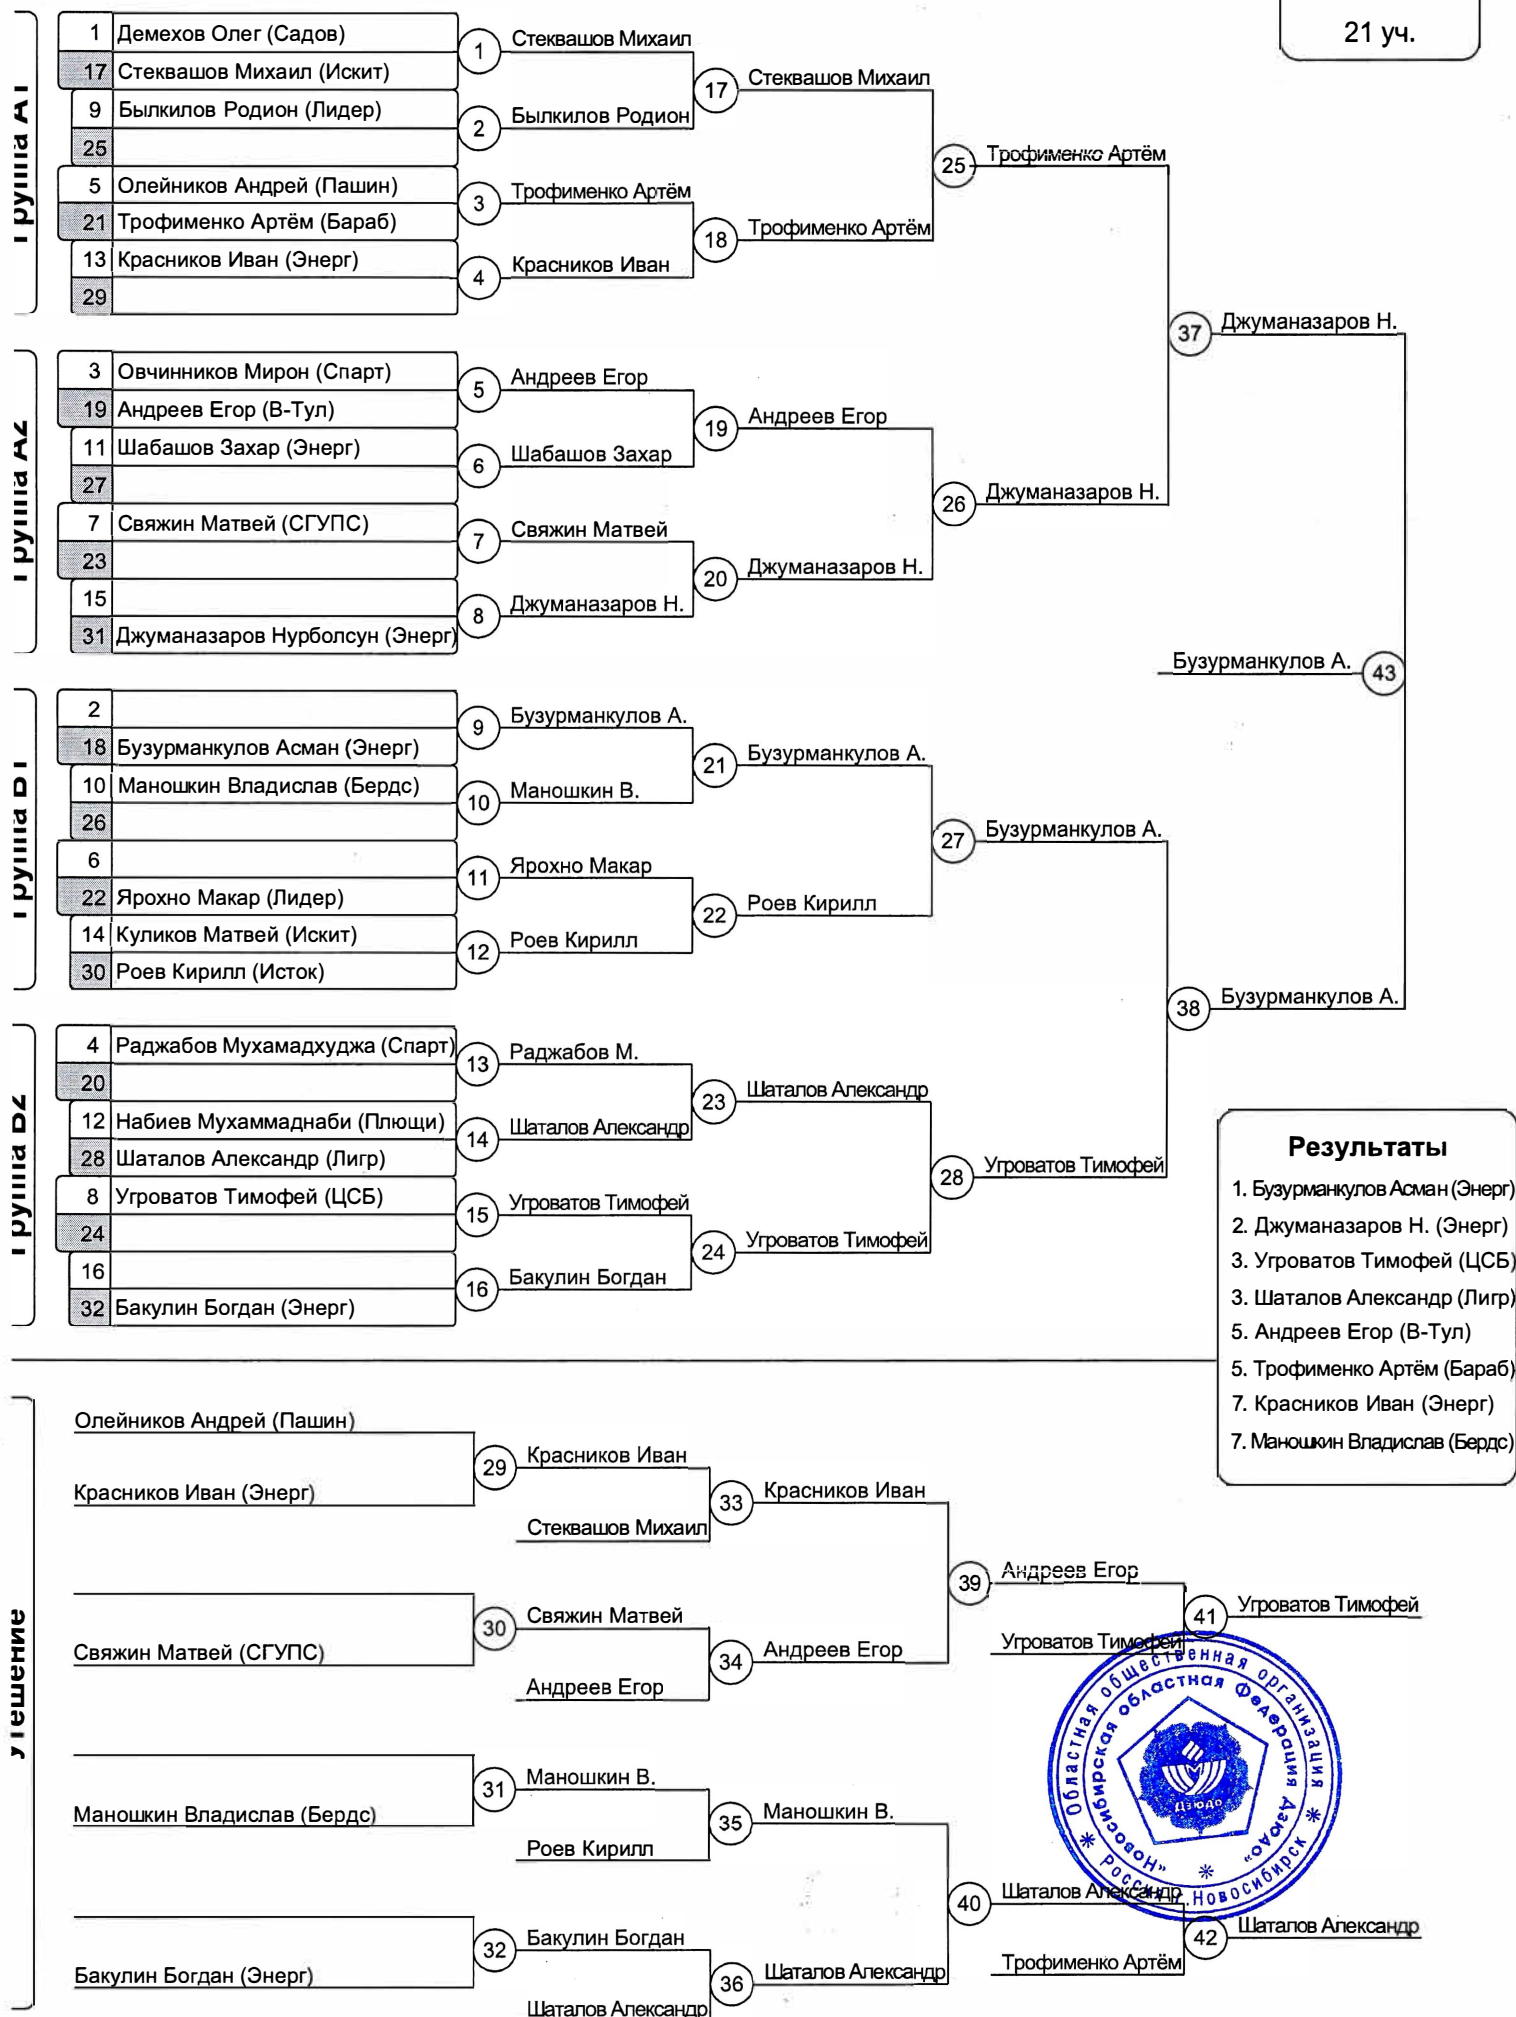 21 уч.
Группа А1
1 Демехов Олег (Садов)
17 Стеквашов Михаил (Искит)
9 Былкилов Родион (Лидер)
25
5 Олейников Андрей (Пашин)
21 Трофименко Артём (Бараб)
13 Красников Иван (Энерг)
29
1 Стеквашов Михаил
2 Былкилов Родион
3 Трофименко Артём
4 Красников Иван
17 Стеквашов Михаил
18 Трофименко Артём
25 Трофименко Артём
Группа А2
3 Овчинников Мирон (Спарт)
19 Андреев Егор (В-Тул)
11 Шабашов Захар (Энерг)
27
7 Свяжин Матвей (СГУПС)
23
15
31 Джуманазаров Нурболсун (Энерг)
5 Андреев Егор
6 Шабашов Захар
7 Свяжин Матвей
8 Джуманазаров Н.
19 Андреев Егор
20 Джуманазаров Н.
26 Джуманазаров Н.
37 Джуманазаров Н.
Бузурманкулов А. 43
Группа В1
2
18 Бузурманкулов Асман (Энерг)
10 Маношкин Владислав (Бердс)
26
6
22 Ярохно Макар (Лидер)
14 Куликов Матвей (Искит)
30 Роев Кирилл (Исток)
9 Бузурманкулов А.
10 Маношкин В.
11 Ярохно Макар
12 Роев Кирилл
21 Бузурманкулов А.
22 Роев Кирилл
27 Бузурманкулов А.
Группа В2
4 Раджабов Мухамадхуджа (Спарт)
20
12 Набиев Мухаммаднаби (Плющи)
28 Шаталов Александр (Лигр)
8 Угроватов Тимофей (ЦСБ)
24
16
32 Бакулин Богдан (Энерг)
13 Раджабов М.
14 Шаталов Александр
15 Угроватов Тимофей
16 Бакулин Богдан
23 Шаталов Александр
24 Угроватов Тимофей
28 Угроватов Тимофей
38 Бузурманкулов А.
Результаты
1. Бузурманкулов Асман (Энерг)
2. Джуманазаров Н. (Энерг)
3. Угроватов Тимофей (ЦСБ)
3. Шаталов Александр (Лигр)
5. Андреев Егор (В-Тул)
5. Трофименко Артём (Бараб)
7. Красников Иван (Энерг)
7. Маношкин Владислав (Бердс)
Утешение
Олейников Андрей (Пашин)
Красников Иван (Энерг)
29 Красников Иван
Стеквашов Михаил
33 Красников Иван
Свяжин Матвей (СГУПС)
30 Свяжин Матвей
Андреев Егор
34 Андреев Егор
39 Андреев Егор
Угроватов Тимофей
41 Угроватов Тимофей
Маношкин Владислав (Бердс)
31 Маношкин В.
Роев Кирилл
35 Маношкин В.
Бакулин Богдан (Энерг)
32 Бакулин Богдан
Шаталов Александр
36 Шаталов Александр
40 Шаталов Александр
Трофименко Артём
42 Шаталов Александр
Областная общественная организация
«Новосибирская областная Федерация Дзюдо»
Дзюдо
Россия г. Новосибирск